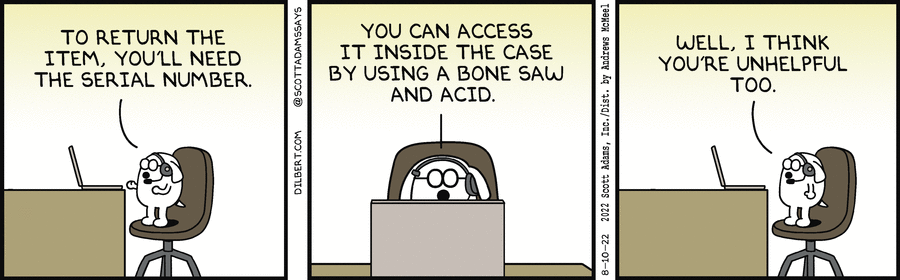 TO RETURN THE
ITEM, YOU'LL NEED
THE SERIAL NUMBER.
DILBERT.COM @SCOTTADAMSSAYS
YOU CAN ACCESS
IT INSIDE THE CASE
BY USING A BONE SAW
AND ACID.
8-10-22 2022 Scott Adams, Inc./Dist. by Andrews McMeel
WELL, I THINK
YOU'RE UNHELPFUL
TOO.